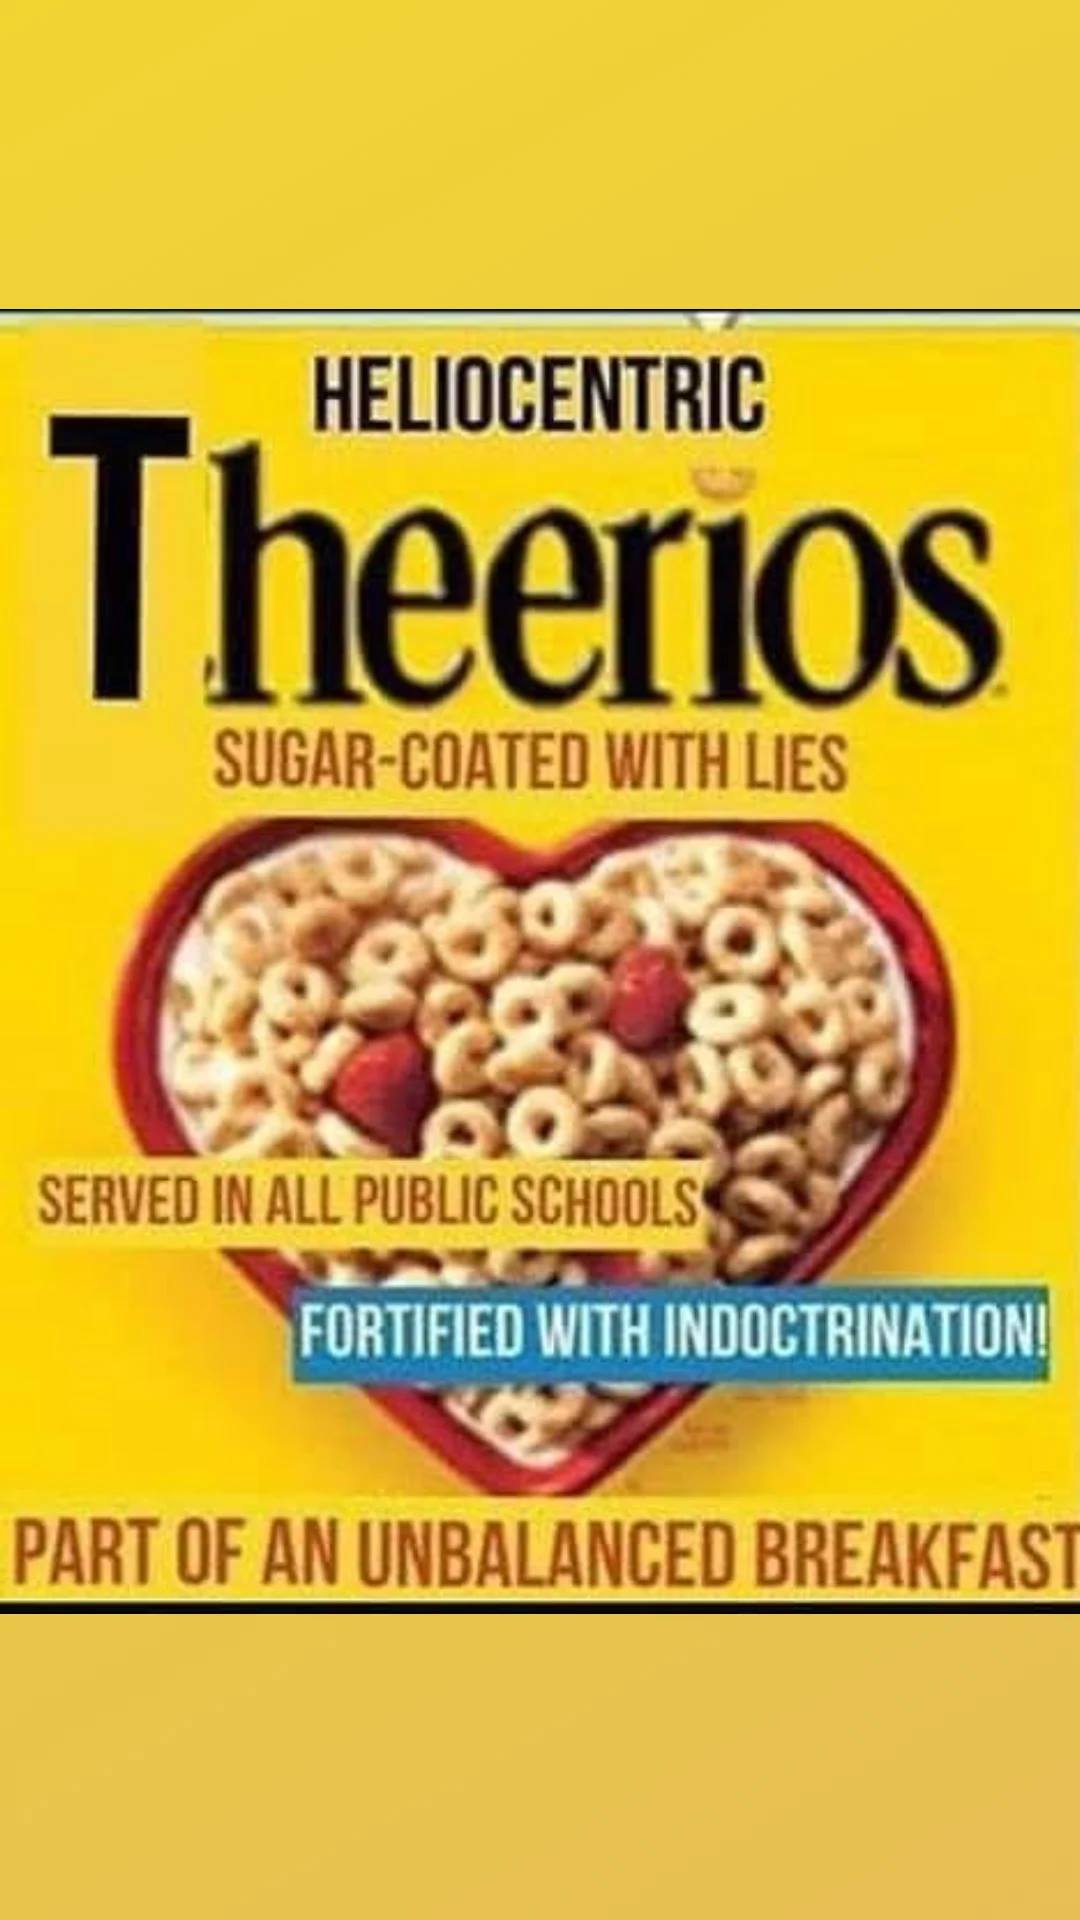 HELIOCENTRIC
Theerios
SUGAR-COATED WITH LIES
SERVED IN ALL PUBLIC SCHOOLS
FORTIFIED WITH INDOCTRINATION!
PART OF AN UNBALANCED BREAKFAST